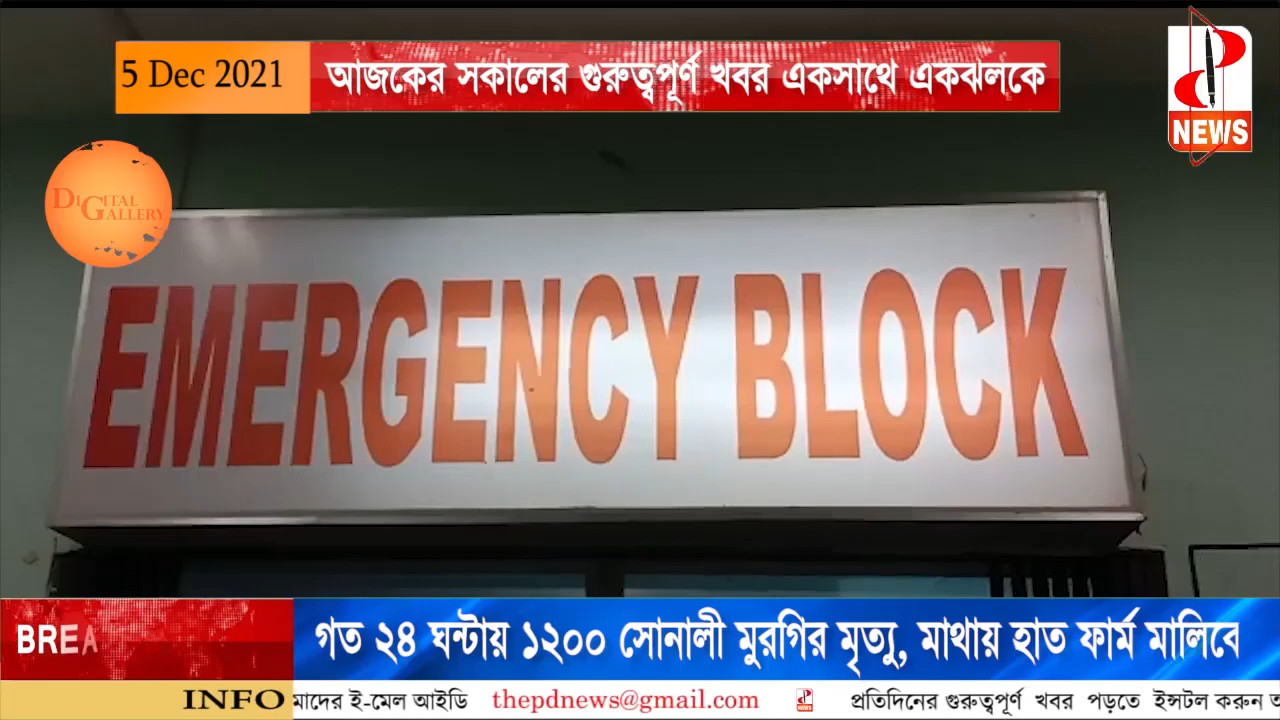 5 Dec 2021 আজকের সকালের গুরুত্বপূর্ণ খবর একসাথে একঝলকে
P NEWS
DIGITAL
GALLERY
EMERGENCY BLOCK
BREA গত ২৪ ঘন্টায় ১২০০ সোনালী মুরগির মৃত্যু, মাথায় হাত ফার্ম মালিবে
INFO মাদের ই-মেল আইডি thepdnews@gmail.com NEWS প্রতিদিনের গুরুত্বপূর্ণ খবর পড়তে ইন্সটল করুন